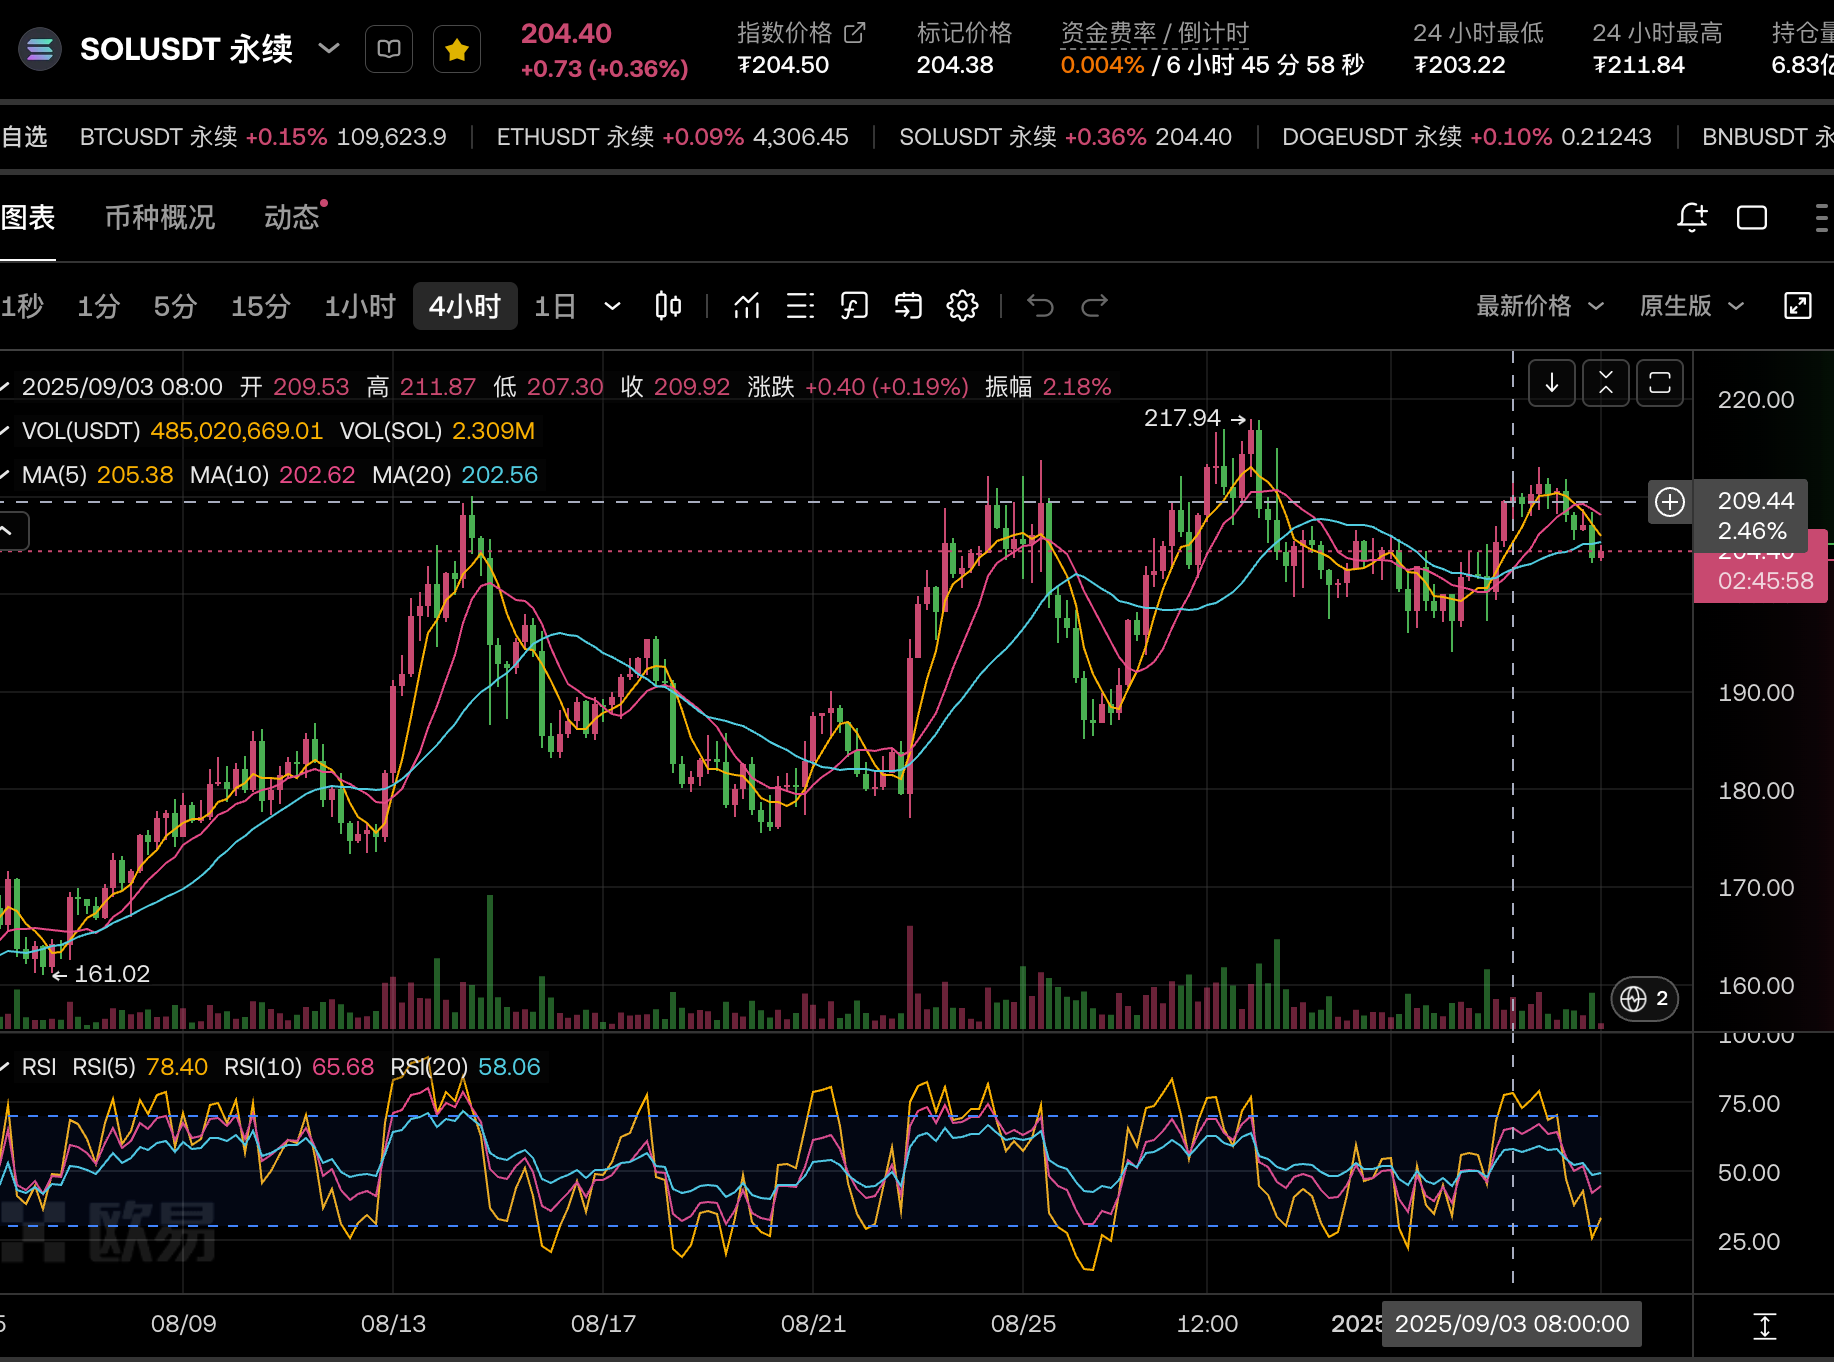 SOLUSDT 永续
204.40
+0.73 (+0.36%)
指数价格
₮204.50
标记价格
204.38
资金费率 / 倒计时
0.004% / 6 小时 45 分 58 秒
24 小时最低
₮203.22
24 小时最高
₮211.84
持仓量
6.83亿
自选 BTCUSDT 永续 +0.15% 109,623.9 ETHUSDT 永续 +0.09% 4,306.45 SOLUSDT 永续 +0.36% 204.40 DOGEUSDT 永续 +0.10% 0.21243 BNBUSDT 永
图表 币种概况 动态
1秒 1分 5分 15分 1小时 4小时 1日 最新价格 原生版
2025/09/03 08:00 开 209.53 高 211.87 低 207.30 收 209.92 涨跌 +0.40 (+0.19%) 振幅 2.18%
VOL(USDT) 485,020,669.01 VOL(SOL) 2.309M
MA(5) 205.38 MA(10) 202.62 MA(20) 202.56
217.94
161.02
220.00
209.44
2.46%
204.40
02:45:58
190.00
180.00
170.00
160.00
2
RSI RSI(5) 78.40 RSI(10) 65.68 RSI(20) 58.06
100.00
75.00
50.00
25.00
欧易
08/09 08/13 08/17 08/21 08/25 12:00 2025 2025/09/03 08:00:00